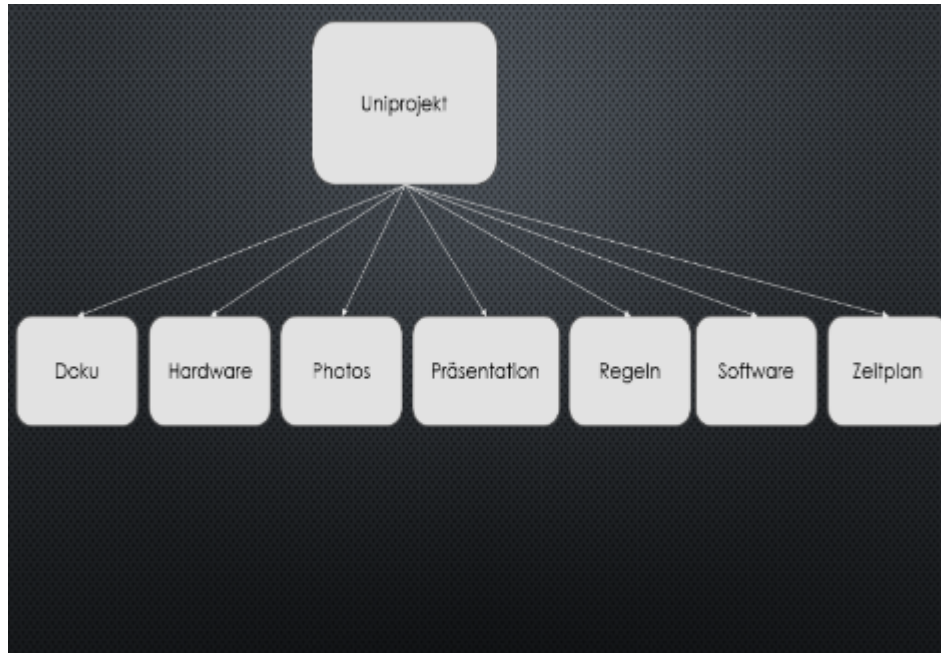 Uniprojekt
Doku
Hardware
Photos
Präsentation
Regeln
Software
Zeitplan